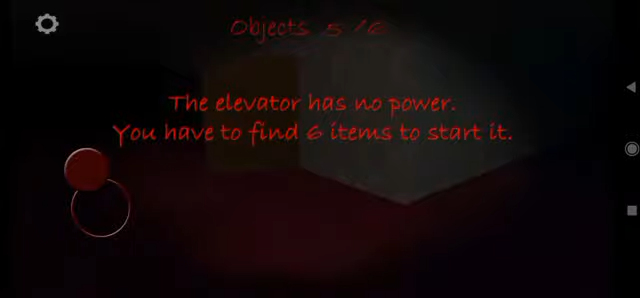 Objects 5 / 6
The elevator has no power.
You have to find 6 items to start it.